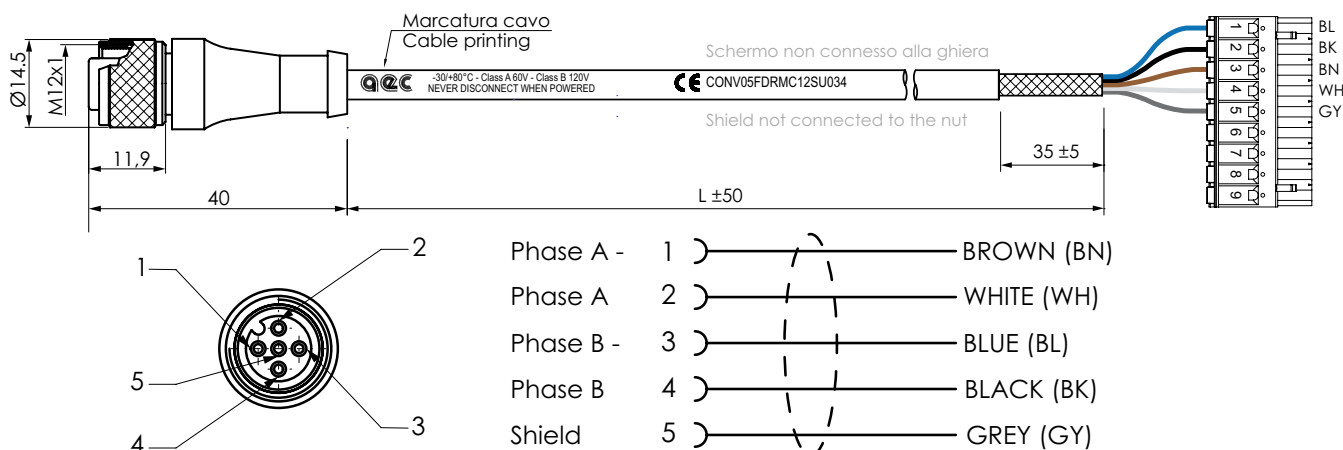 Marcatura cavo
Cable printing
Schermo non connesso alla ghiera
Shield not connected to the nut
Ø14.5
M12x1
11,9
40
L ±50
35 ±5
aec
-30/+80°C - Class A 60V - Class B 120V
NEVER DISCONNECT WHEN POWERED
CE CONV05FDRMC12SU034
1 BL
2 BK
3 BN
4 WH
5 GY
6
7
8
9
1
2
3
4
5
Phase A - 1 BROWN (BN)
Phase A 2 WHITE (WH)
Phase B - 3 BLUE (BL)
Phase B 4 BLACK (BK)
Shield 5 GREY (GY)